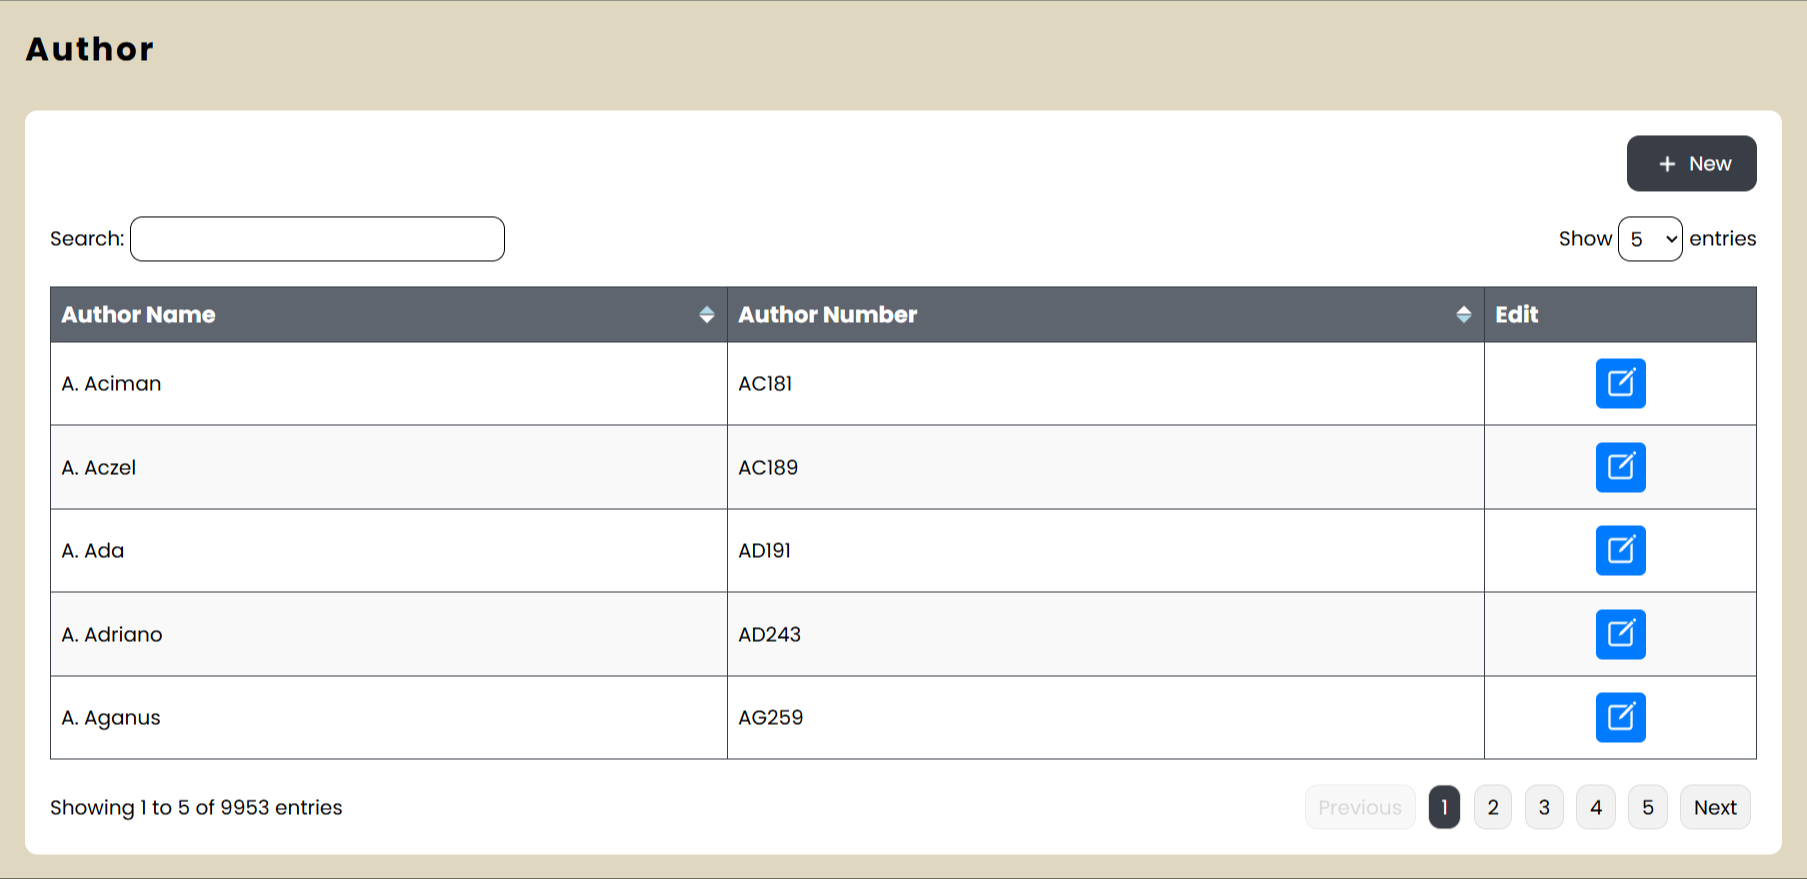 Author
+ New
Search:
Show 5 entries
Author Name Author Number Edit
A. Aciman AC181
A. Aczel AC189
A. Ada AD191
A. Adriano AD243
A. Aganus AG259
Showing 1 to 5 of 9953 entries
Previous 1 2 3 4 5 Next